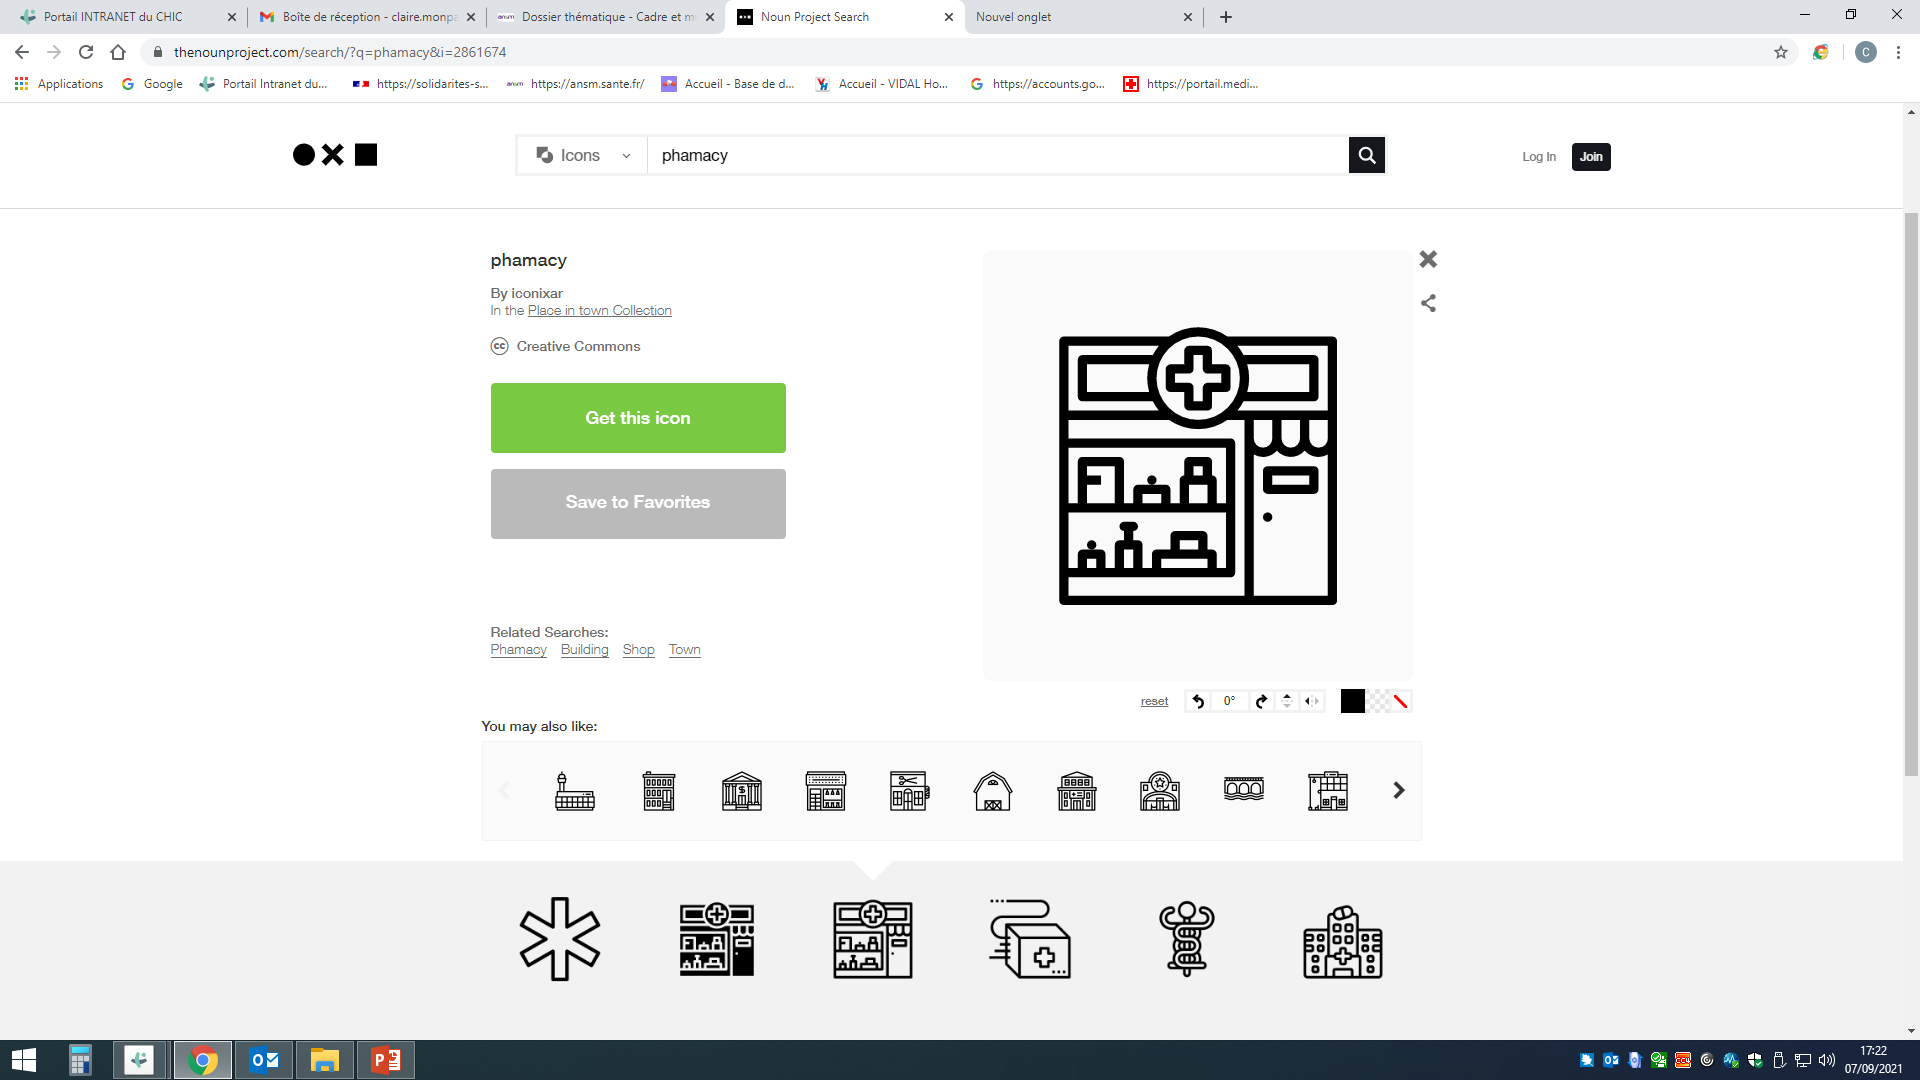 Portail INTRANET du CHIC
Boîte de réception - claire.monpa
Dossier thématique - Cadre et m
Noun Project Search
Nouvel onglet
thenounproject.com/search/?q=phamacy&i=2861674
C
Applications
Google
Portail Intranet du...
https://solidarites-s...
https://ansm.sante.fr/
Accueil - Base de d...
Accueil - VIDAL Ho...
https://accounts.go...
https://portail.medi...
Icons
phamacy
Log In
Join
phamacy
By iconixar
In the Place in town Collection
Creative Commons
Get this icon
Save to Favorites
Related Searches:
Phamacy Building Shop Town
reset
0°
You may also like:
17:22
07/09/2021